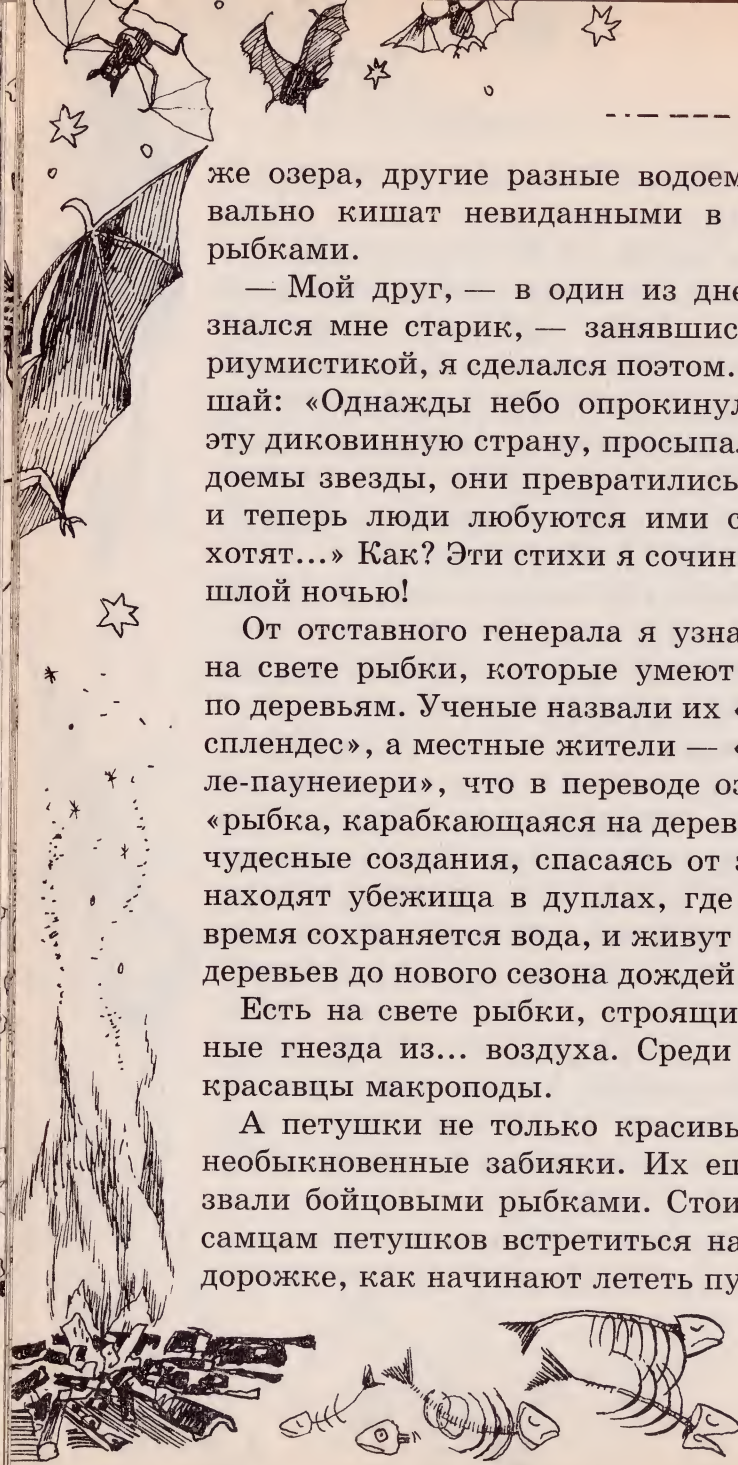 же озера, другие разные водоем
вально кишат невиданными в
рыбками.
— Мой друг, — в один из дне
знался мне старик, — занявшис
риумистикой, я сделался поэтом.
шай: «Однажды небо опрокинул
эту диковинную страну, просыпа
доемы звезды, они превратились
и теперь люди любуются ими с
хотят...» Как? Эти стихи я сочин
шлой ночью!
От отставного генерала я узна
на свете рыбки, которые умеют
по деревьям. Ученые назвали их «
сплендес», а местные жители — «
ле-паунеиери», что в переводе оз
«рыбка, карабкающаяся на дерев
чудесные создания, спасаясь от з
находят убежища в дуплах, где
время сохраняется вода, и живут
деревьев до нового сезона дождей
Есть на свете рыбки, строящи
ные гнезда из... воздуха. Среди
красавцы макроподы.
А петушки не только красивы
необыкновенные забияки. Их ещ
звали бойцовыми рыбками. Стои
самцам петушков встретиться на
дорожке, как начинают лететь пу